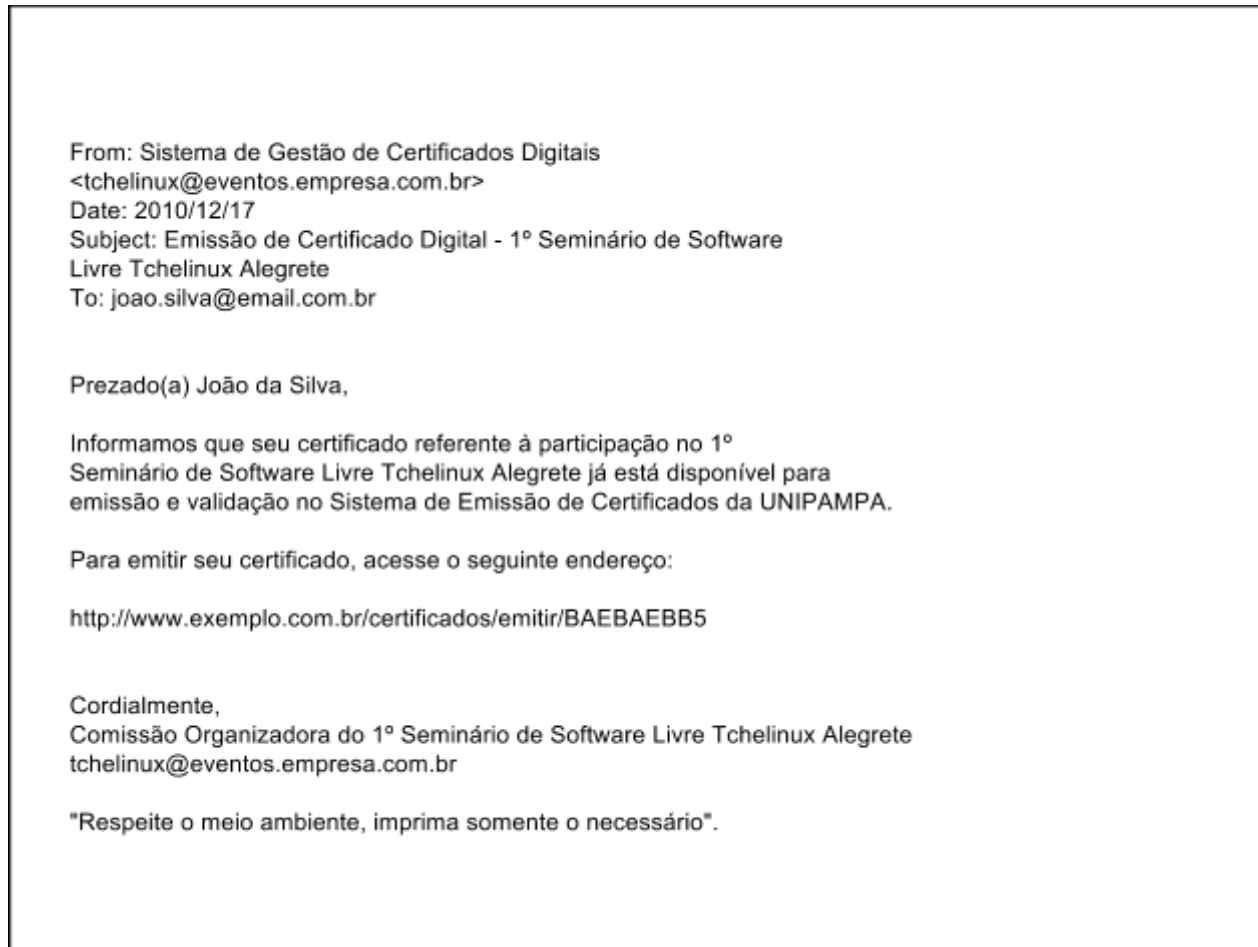 From: Sistema de Gestão de Certificados Digitais
<tchelinux@eventos.empresa.com.br>
Date: 2010/12/17
Subject: Emissão de Certificado Digital - 1º Seminário de Software
Livre Tchelinux Alegrete
To: joao.silva@email.com.br
Prezado(a) João da Silva,
Informamos que seu certificado referente à participação no 1º
Seminário de Software Livre Tchelinux Alegrete já está disponível para
emissão e validação no Sistema de Emissão de Certificados da UNIPAMPA.
Para emitir seu certificado, acesse o seguinte endereço:
http://www.exemplo.com.br/certificados/emitir/BAEBAEBB5
Cordialmente,
Comissão Organizadora do 1º Seminário de Software Livre Tchelinux Alegrete
tchelinux@eventos.empresa.com.br
"Respeite o meio ambiente, imprima somente o necessário".